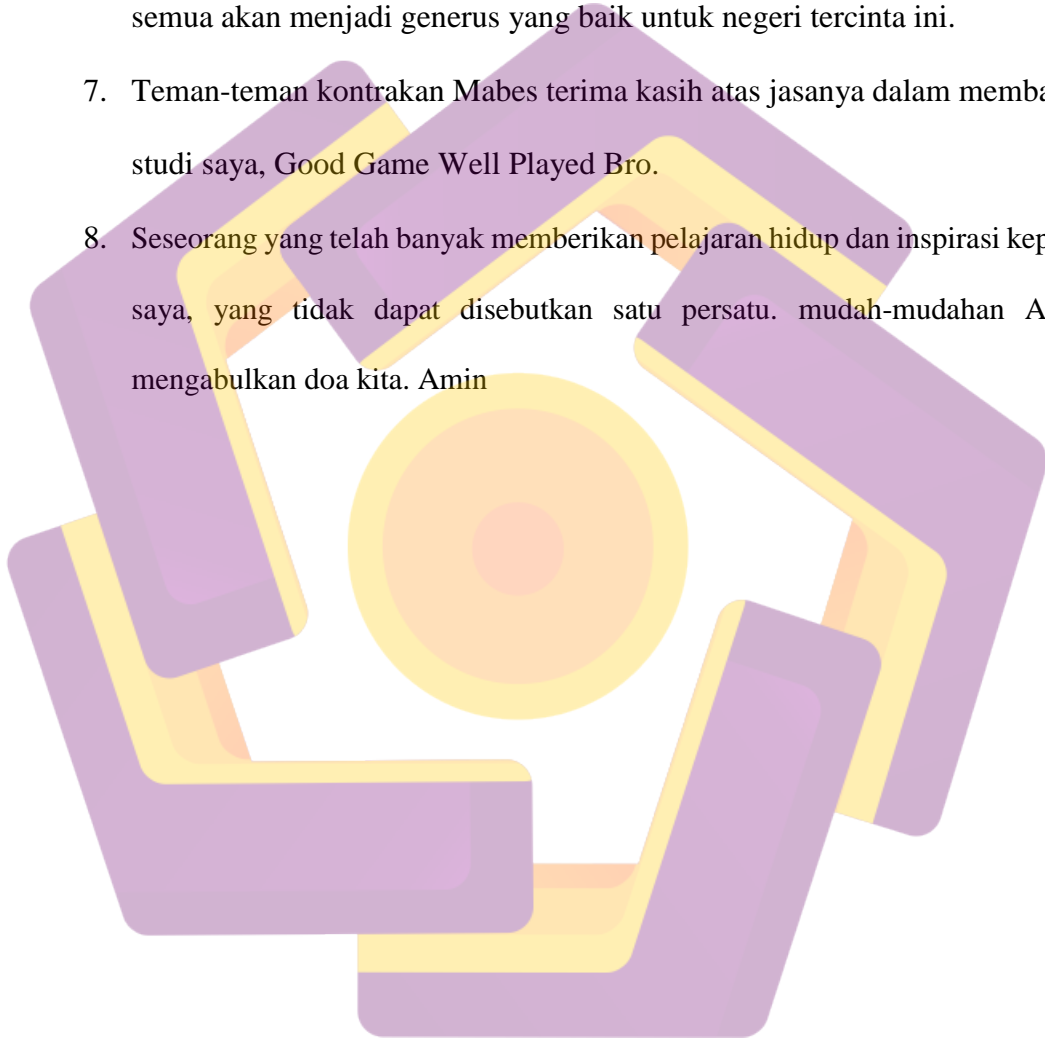 semua akan menjadi generus yang baik untuk negeri tercinta ini.
7. Teman-teman kontrakan Mabes terima kasih atas jasanya dalam memba
studi saya, Good Game Well Played Bro.
8. Seseorang yang telah banyak memberikan pelajaran hidup dan inspirasi kep
saya, yang tidak dapat disebutkan satu persatu. mudah-mudahan A
mengabulkan doa kita. Amin